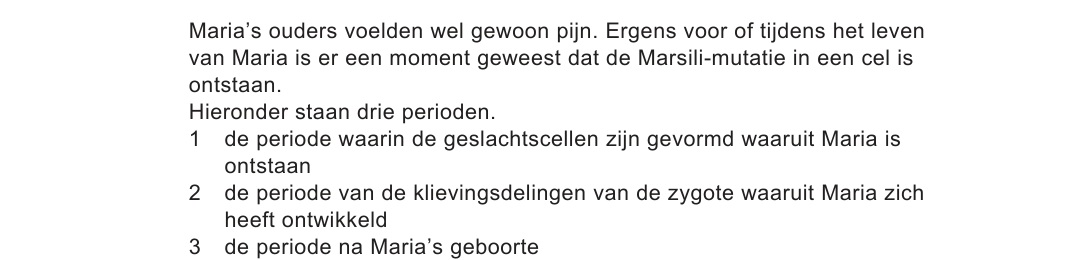 Maria’s ouders voelden wel gewoon pijn. Ergens voor of tijdens het leven
van Maria is er een moment geweest dat de Marsili-mutatie in een cel is
ontstaan.
Hieronder staan drie perioden.
1 de periode waarin de geslachtscellen zijn gevormd waaruit Maria is
ontstaan
2 de periode van de klievingsdelingen van de zygote waaruit Maria zich
heeft ontwikkeld
3 de periode na Maria’s geboorte